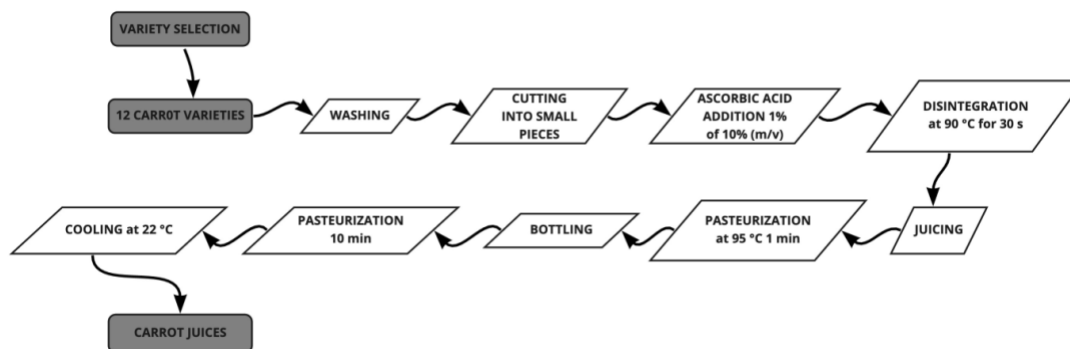 VARIETY SELECTION
12 CARROT VARIETIES
WASHING
CUTTING
INTO SMALL
PIECES
ASCORBIC ACID
ADDITION 1%
of 10% (m/v)
DISINTEGRATION
at 90 °C for 30 s
JUICING
PASTEURIZATION
at 95 °C 1 min
BOTTLING
PASTEURIZATION
10 min
COOLING at 22 °C
CARROT JUICES